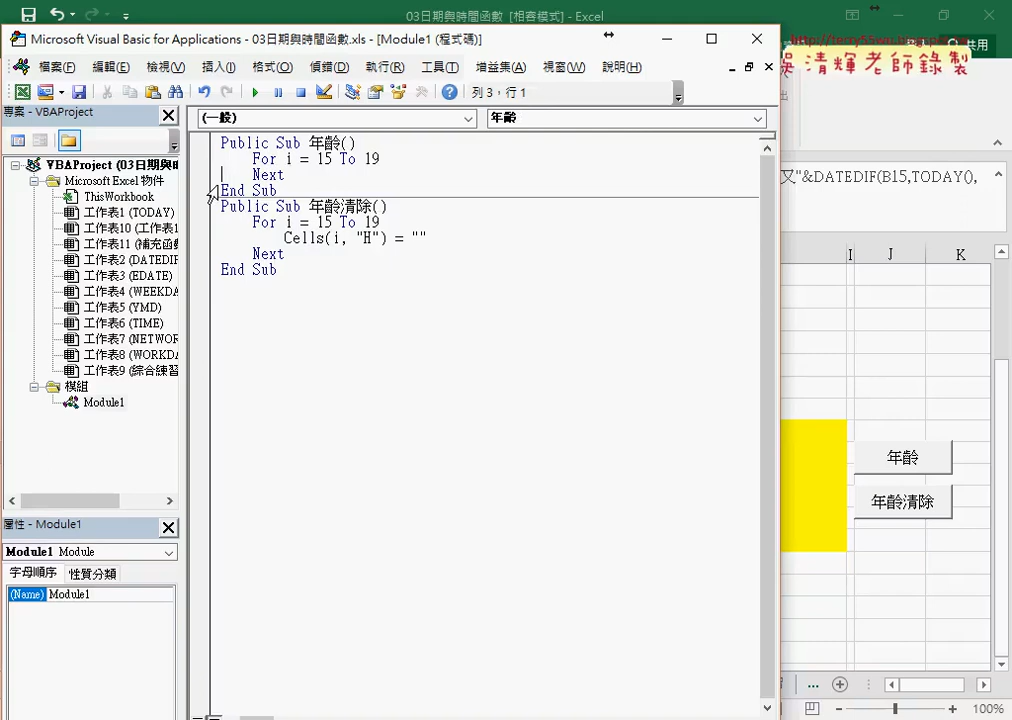 03日期與時間函數 [相容模式] - Excel
Microsoft Visual Basic for Applications - 03日期與時間函數.xls - [Module1 (程式碼)]
共用
吳清輝老師錄製
檔案(F) 編輯(E) 檢視(V) 插入(I) 格式(O) 偵錯(D) 執行(R) 工具(T) 增益集(A) 視窗(W) 說明(H)
列 3，行 1
專案 - VBAProject
(一般)
年齡
VBAProject (03日期與時
Microsoft Excel 物件
ThisWorkbook
工作表1 (TODAY)
工作表10 (工作表1
工作表11 (補充函
工作表2 (DATEDIF
工作表3 (EDATE)
工作表4 (WEEKDA
工作表5 (YMD)
工作表6 (TIME)
工作表7 (NETWOR
工作表8 (WORKDA
工作表9 (綜合練習
模組
Module1
Public Sub 年齡()
For i = 15 To 19
Next
End Sub
Public Sub 年齡清除()
For i = 15 To 19
Cells(i, "H") = ""
Next
End Sub
又"&DATEDIF(B15,TODAY(),
I J K
年齡
年齡清除
屬性 - Module1
Module1 Module
字母順序 性質分類
(Name) Module1
...
100%